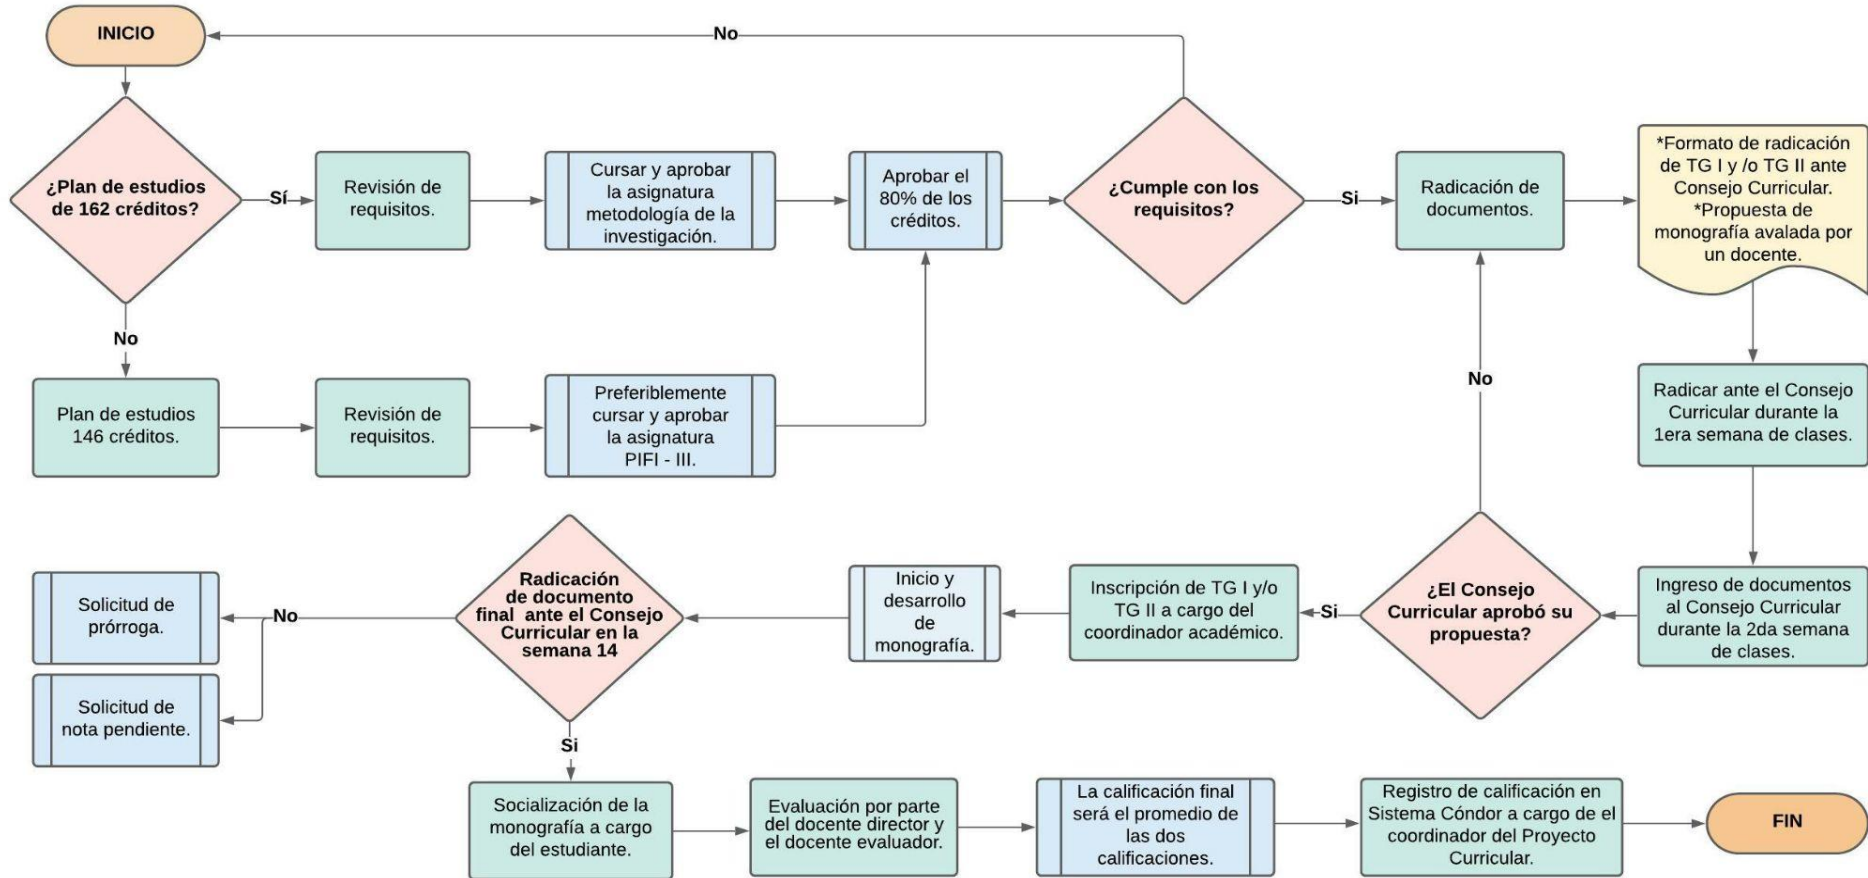 INICIO
No
¿Plan de estudios
de 162 créditos?
Sí
Revisión de
requisitos.
Cursar y aprobar
la asignatura
metodología de la
investigación.
Aprobar el
80% de los
créditos.
¿Cumple con los
requisitos?
Si
Radicación de
documentos.
*Formato de radicación
de TG I y /o TG II ante
Consejo Curricular.
*Propuesta de
monografía avalada por
un docente.
No
Plan de estudios
146 créditos.
Revisión de
requisitos.
Preferiblemente
cursar y aprobar
la asignatura
PIFI - III.
No
Radicar ante el Consejo
Curricular durante la
1era semana de clases.
Ingreso de documentos
al Consejo Curricular
durante la 2da semana
de clases.
¿El Consejo
Curricular aprobó su
propuesta?
Si
Inscripción de TG I y/o
TG II a cargo del
coordinador académico.
Inicio y
desarrollo
de
monografía.
Radicación
de documento
final ante el Consejo
Curricular en la
semana 14
No
Solicitud de
prórroga.
Solicitud de
nota pendiente.
Si
Socialización de la
monografía a cargo
del estudiante.
Evaluación por parte
del docente director y
el docente evaluador.
La calificación final
será el promedio de
las dos
calificaciones.
Registro de calificación en
Sistema Cóndor a cargo de el
coordinador del Proyecto
Curricular.
FIN